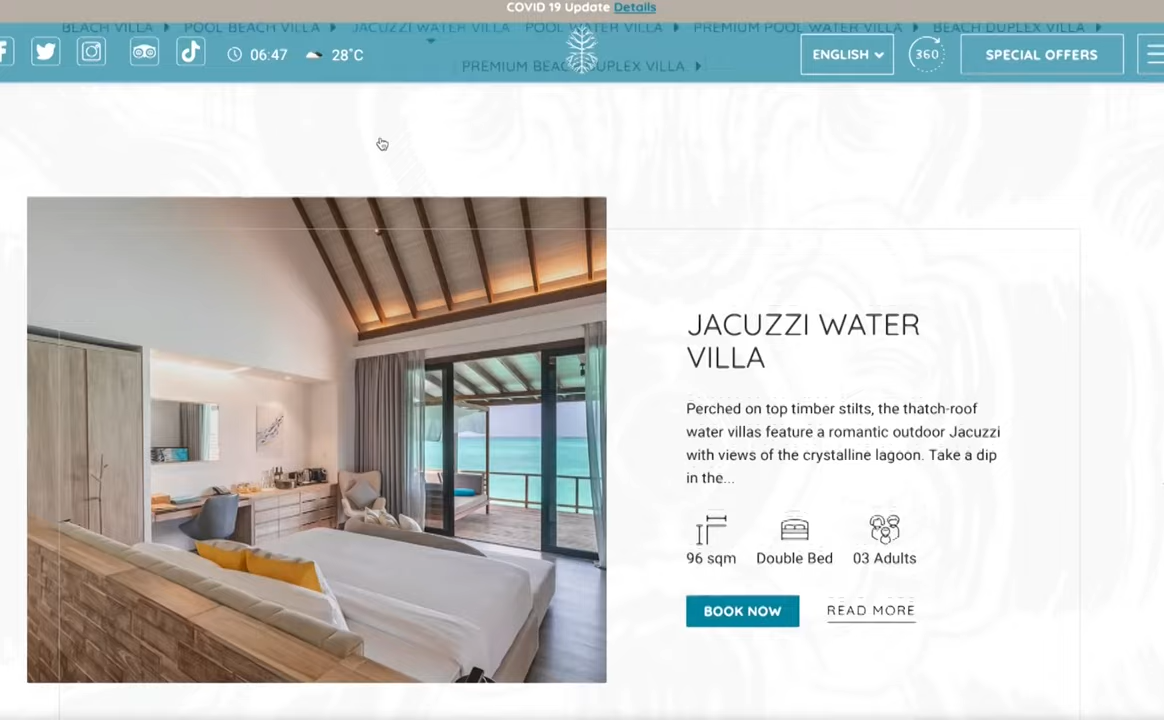 COVID 19 Update Details
BEACH VILLA POOL BEACH VILLA JACUZZI WATER VILLA POOL WATER VILLA PREMIUM POOL WATER VILLA BEACH DUPLEX VILLA
06:47 28°C ENGLISH 360 SPECIAL OFFERS
PREMIUM BEACH DUPLEX VILLA
JACUZZI WATER
VILLA
Perched on top timber stilts, the thatch-roof
water villas feature a romantic outdoor Jacuzzi
with views of the crystalline lagoon. Take a dip
in the...
96 sqm Double Bed 03 Adults
BOOK NOW READ MORE